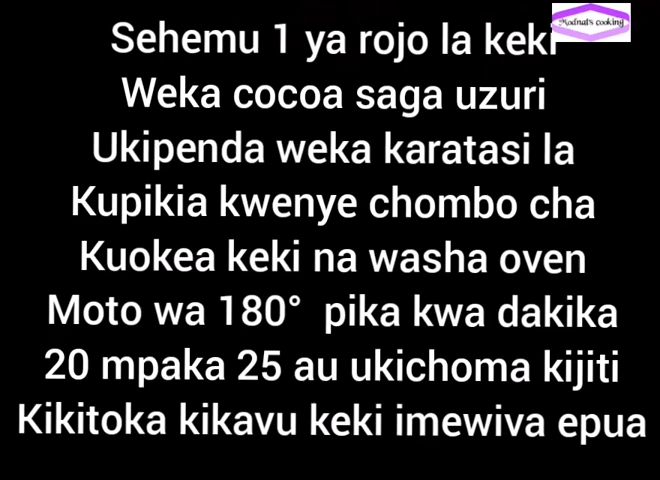 Modnat's cooking
Sehemu 1 ya rojo la keki
Weka cocoa saga uzuri
Ukipenda weka karatasi la
Kupikia kwenye chombo cha
Kuokea keki na washa oven
Moto wa 180° pika kwa dakika
20 mpaka 25 au ukichoma kijiti
Kikitoka kikavu keki imewiva epua